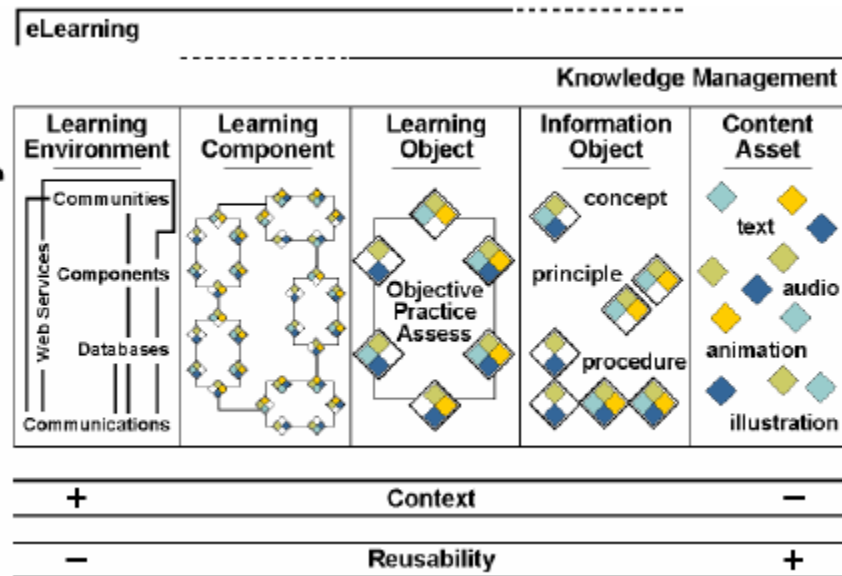 eLearning
Knowledge Management
Learning
Environment
Communities
Web Services
Components
Databases
Communications
Learning
Component
Learning
Object
Objective
Practice
Assess
Information
Object
concept
principle
procedure
Content
Asset
text
audio
animation
illustration
+ Context −
− Reusability +